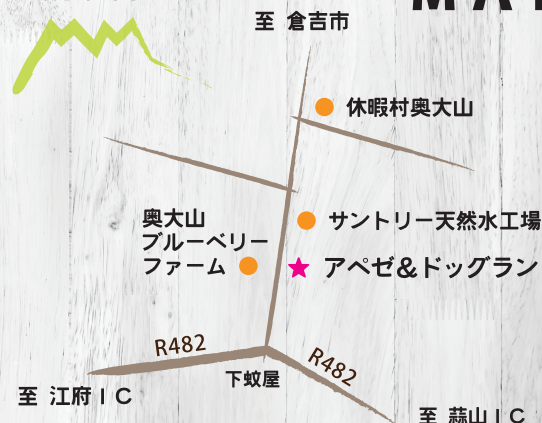 至 倉吉市
休暇村奥大山
奥大山
ブルーベリー
ファーム
サントリー天然水工場
アペゼ&ドッグラン
R482
R482
下蚊屋
至 江府IC
至 蒜山IC